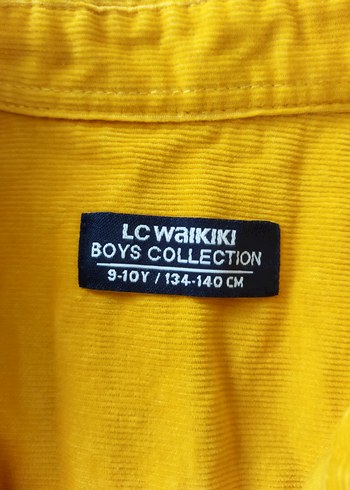 LC WAIKIKI
BOYS COLLECTION
9-10Y / 134-140 CM